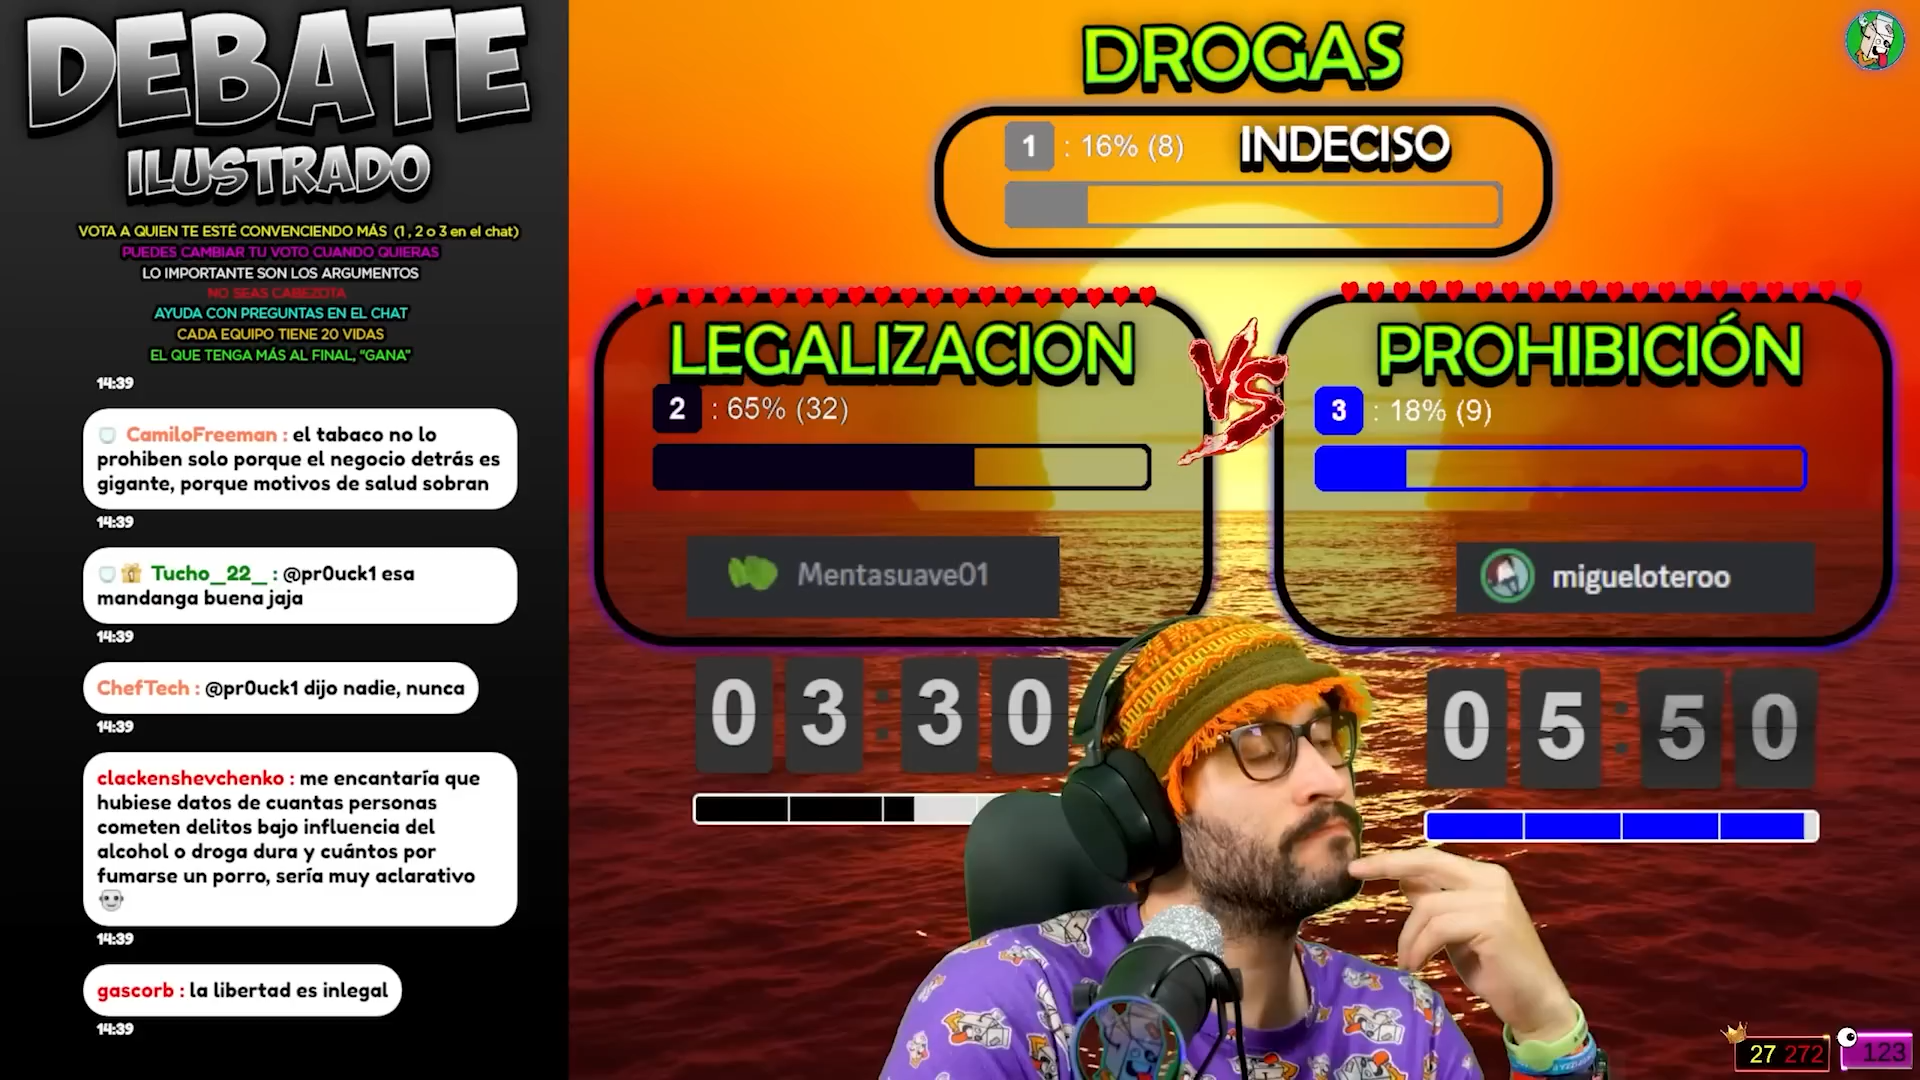 DEBATE
ILUSTRADO
VOTA A QUIEN TE ESTÉ CONVENCIENDO MÁS (1 , 2 o 3 en el chat)
PUEDES CAMBIAR TU VOTO CUANDO QUIERAS
LO IMPORTANTE SON LOS ARGUMENTOS
NO SEAS CABEZOTA
AYUDA CON PREGUNTAS EN EL CHAT
CADA EQUIPO TIENE 20 VIDAS
EL QUE TENGA MÁS AL FINAL, "GANA"
14:39
CamiloFreeman : el tabaco no lo
prohiben solo porque el negocio detrás es
gigante, porque motivos de salud sobran
14:39
Tucho_22_ : @pr0uck1 esa
mandanga buena jaja
14:39
ChefTech : @pr0uck1 dijo nadie, nunca
14:39
clackenshevchenko : me encantaría que
hubiese datos de cuantas personas
cometen delitos bajo influencia del
alcohol o droga dura y cuántos por
fumarse un porro, sería muy aclarativo
14:39
gascorb : la libertad es inlegal
14:39
DROGAS
1 : 16% (8) INDECISO
LEGALIZACION
2 : 65% (32)
Mentasuave01
03:30
VS
PROHIBICIÓN
3 : 18% (9)
migueloteroo
05:50
27 272
123